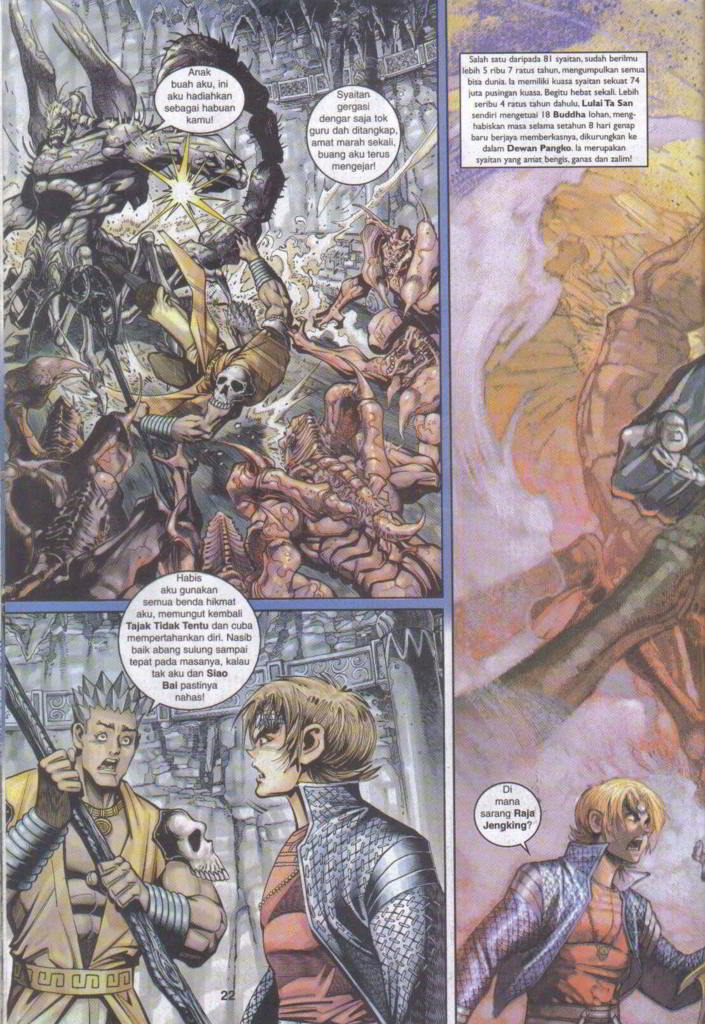 Anak
buah aku, ini
aku hadiahkan
sebagai habuan
kamu!
Syaitan
gergasi
dengar saja tok
guru dah ditangkap,
amat marah sekali,
buang aku terus
mengejar!
Habis
aku gunakan
semua benda hikmat
aku, memungut kembali
Tajak Tidak Tentu dan cuba
mempertahankan diri. Nasib
baik abang sulung sampai
tepat pada masanya, kalau
tak aku dan Siao
Bai pastinya
nahas!
22
Salah satu daripada 81 syaitan, sudah berilmu
lebih 5 ribu 7 ratus tahun, mengumpulkan semua
bisa dunia. Ia memiliki kuasa syaitan sekuat 74
juta pusingan kuasa. Begitu hebat sekali. Lebih
seribu 4 ratus tahun dahulu, Lulai Ta San
sendiri mengetuai 18 Buddha lohan, meng-
habiskan masa selama setahun 8 hari genap
baru berjaya memberkasnya, dikurungkan ke
dalam Dewan Pangko. Ia merupakan
syaitan yang amat bengis, ganas dan zalim!
Di
mana
sarang Raja
Jengking?